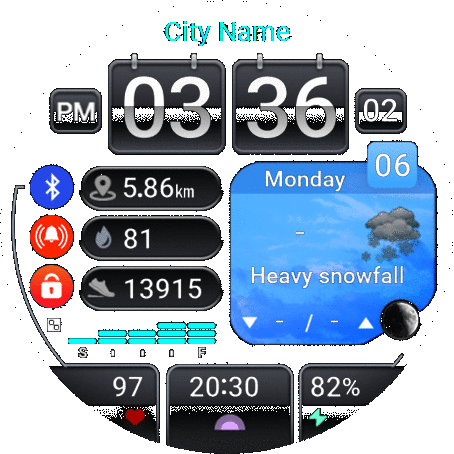 City Name
PM 03 36 02
06
Monday
5.86km
-
81
Heavy snowfall
13915
▼ - / - ▲
S I I I F
97 20:30 82%